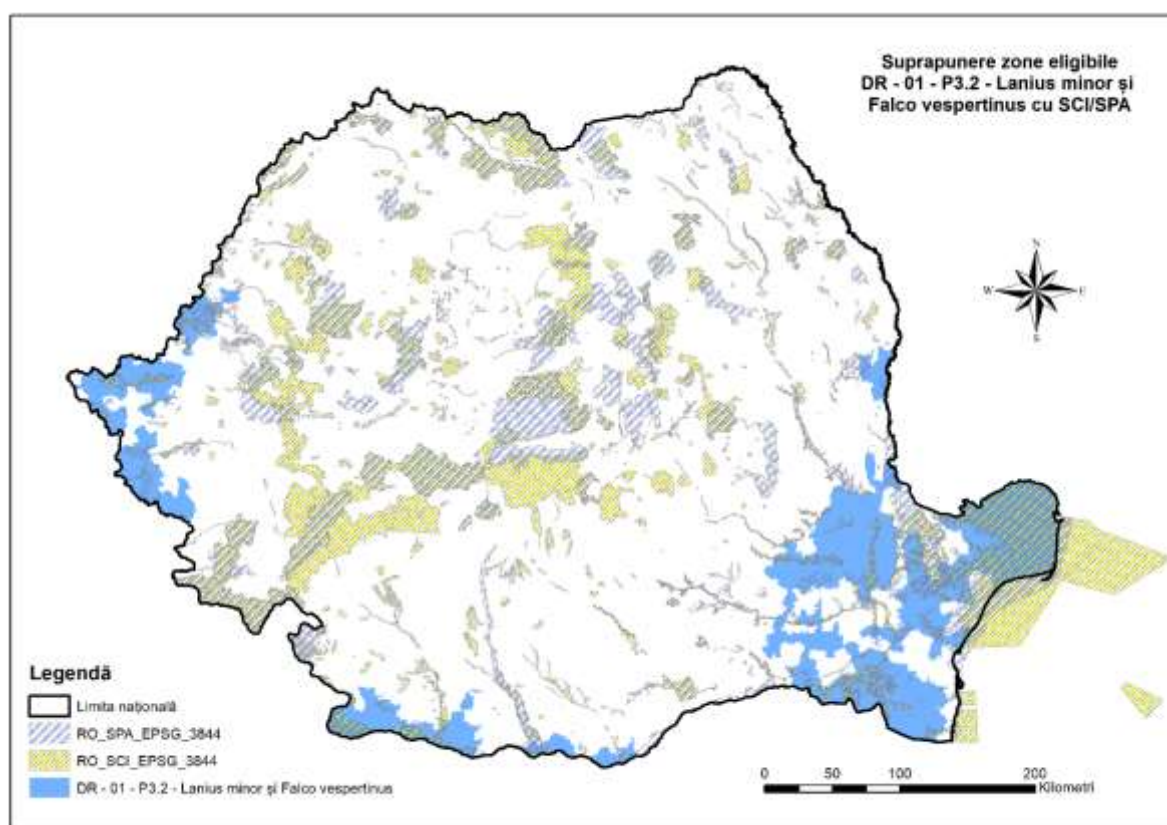 Suprapunere zone eligibile
DR - 01 - P3.2 - Lanius minor și
Falco vespertinus cu SCI/SPA
N
W
E
S
Legendă
Limita națională
RO_SPA_EPSG_3844
RO_SCI_EPSG_3844
DR - 01 - P3.2 - Lanius minor și Falco vespertinus
0 50 100 200
Kilometri